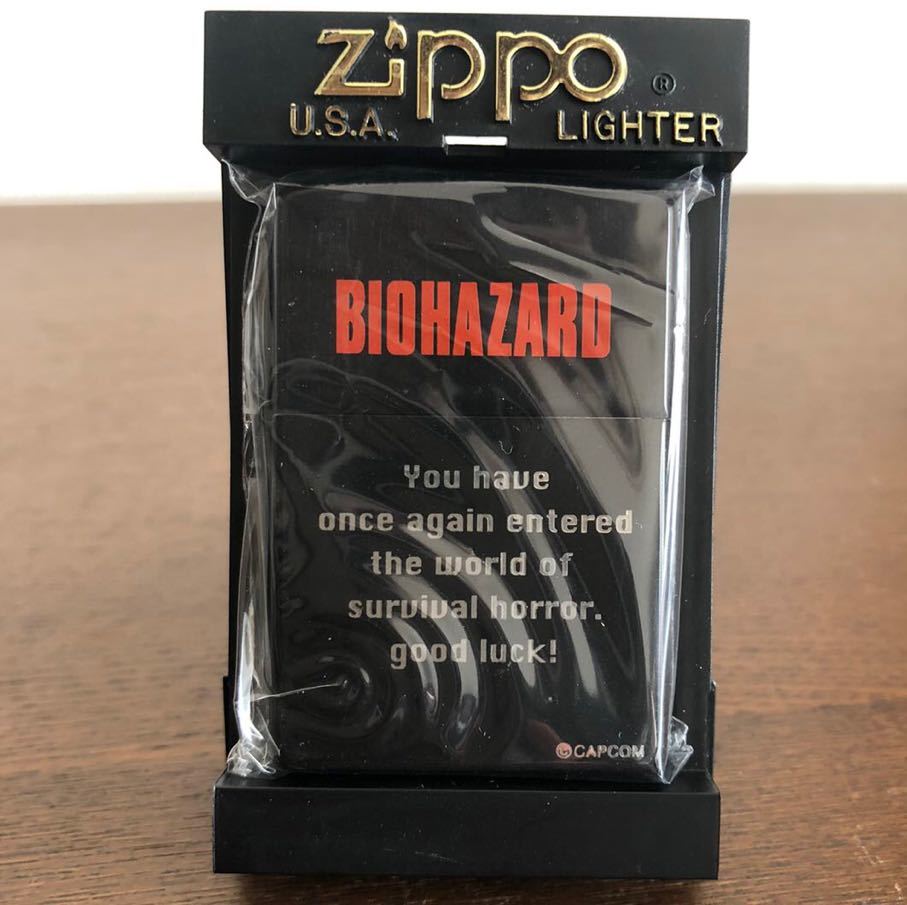 Zippo ®
U.S.A. LIGHTER
BIOHAZARD
You have
once again entered
the world of
survival horror.
good luck!
©CAPCOM